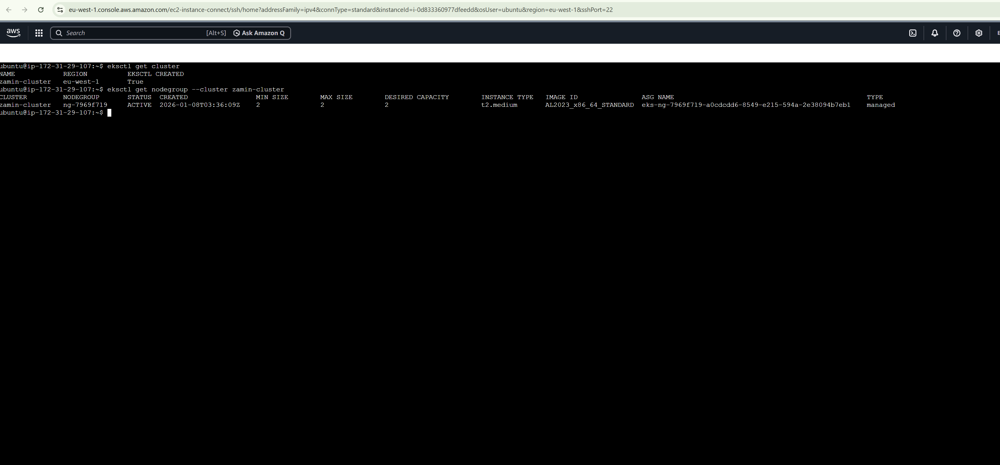 eu-west-1.console.aws.amazon.com/ec2-instance-connect/ssh/home?addressFamily=ipv4&connType=standard&instanceId=i-0d833360977dfeedd&osUser=ubuntu&region=eu-west-1&sshPort=22
aws Search [Alt+S] Ask Amazon Q
ubuntu@ip-172-31-29-107:~$ eksctl get cluster
NAME REGION EKSCTL CREATED
zamin-cluster eu-west-1 True
ubuntu@ip-172-31-29-107:~$ eksctl get nodegroup --cluster zamin-cluster
CLUSTER NODEGROUP STATUS CREATED MIN SIZE MAX SIZE DESIRED CAPACITY INSTANCE TYPE IMAGE ID ASG NAME TYPE
zamin-cluster ng-7969f719 ACTIVE 2026-01-08T03:36:09Z 2 2 2 t2.medium AL2023_x86_64_STANDARD eks-ng-7969f719-a0cdcdd6-8549-e215-594a-2e38094b7eb1 managed
ubuntu@ip-172-31-29-107:~$